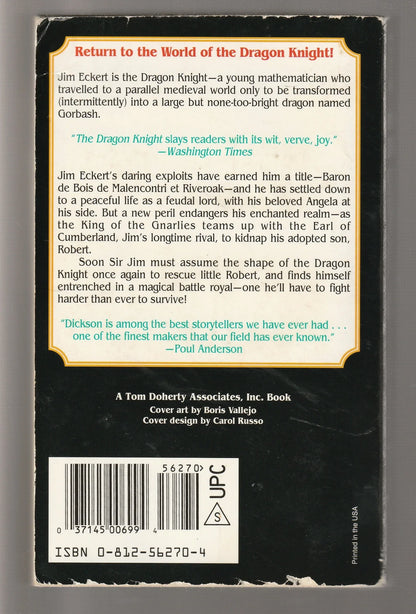 Return to the World of the Dragon Knight!
Jim Eckert is the Dragon Knight—a young mathematician who
travelled to a parallel medieval world only to be transformed
(intermittently) into a large but none-too-bright dragon named
Gorbash.
"The Dragon Knight slays readers with its wit, verve, joy."
—Washington Times
Jim Eckert's daring exploits have earned him a title—Baron
de Bois de Malencontri et Riveroak—and he has settled down
to a peaceful life as a feudal lord, with his beloved Angela at
his side. But a new peril endangers his enchanted realm—as
the King of the Gnarlies teams up with the Earl of
Cumberland, Jim's longtime rival, to kidnap his adopted son,
Robert.
Soon Sir Jim must assume the shape of the Dragon
Knight once again to rescue little Robert, and finds himself
entrenched in a magical battle royal—one he'll have to fight
harder than ever to survive!
"Dickson is among the best storytellers we have ever had . . .
one of the finest makers that our field has ever known."
—Poul Anderson
A Tom Doherty Associates, Inc. Book
Cover art by Boris Vallejo
Cover design by Carol Russo
56270>
UPC
S
0 37145 00699 4
ISBN 0-812-56270-4
Printed in the USA